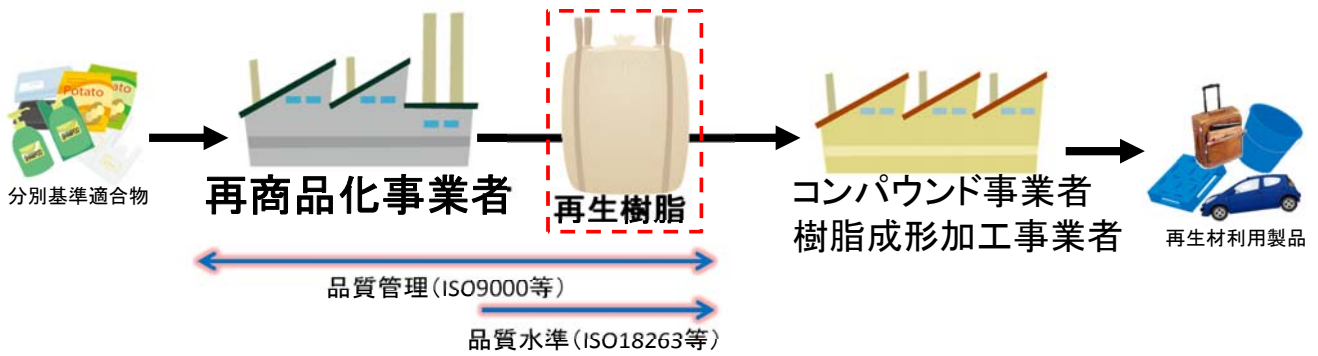 Potato
ato
分別基準適合物
再商品化事業者
再生樹脂
コンパウンド事業者
樹脂成形加工事業者
再生材利用製品
品質管理(ISO9000等)
品質水準(ISO18263等)